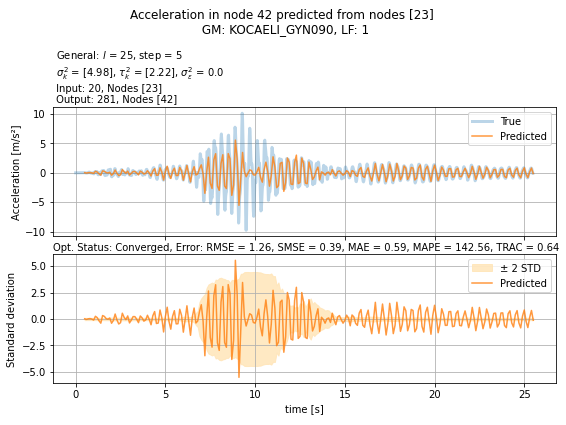 Acceleration in node 42 predicted from nodes [23]
GM: KOCAELI_GYN090, LF: 1
General: l = 25, step = 5
σ²ₖ = [4.98], τ²ₖ = [2.22], σ²ε = 0.0
Input: 20, Nodes [23]
Output: 281, Nodes [42]
Acceleration [m/s²]
10
5
0
−5
−10
True
Predicted
Opt. Status: Converged, Error: RMSE = 1.26, SMSE = 0.39, MAE = 0.59, MAPE = 142.56, TRAC = 0.64
Standard deviation
5.0
2.5
0.0
−2.5
−5.0
± 2 STD
Predicted
0 5 10 15 20 25
time [s]